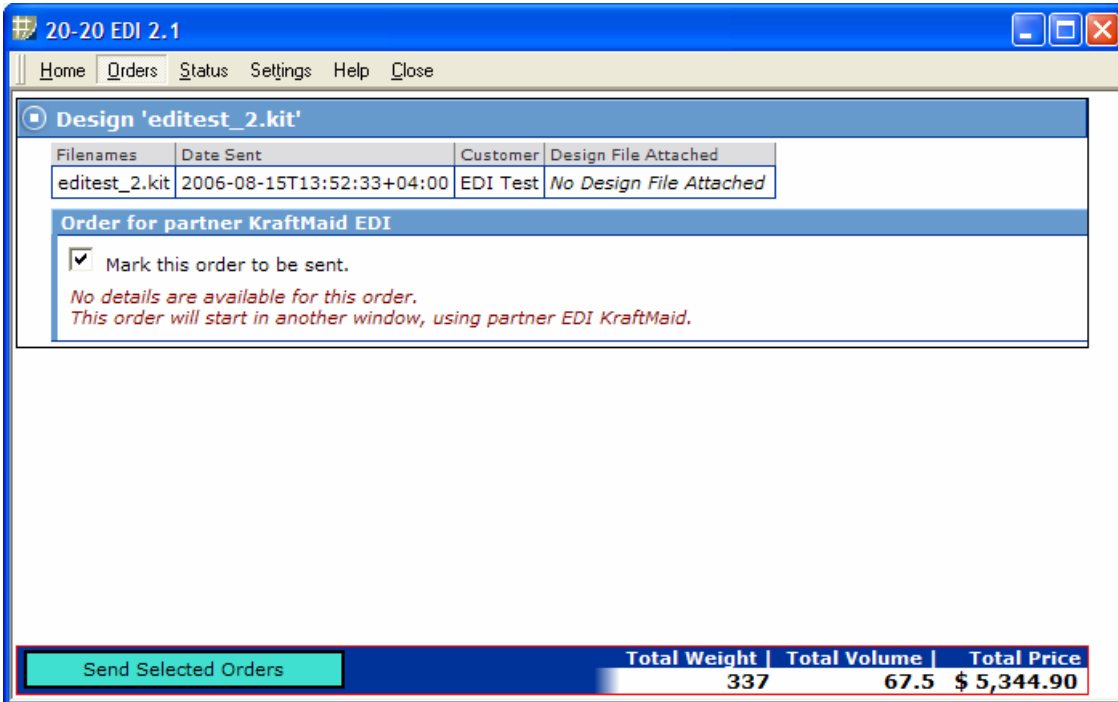 20-20 EDI 2.1
Home Orders Status Settings Help Close
Design 'editest_2.kit'
Filenames Date Sent Customer Design File Attached
editest_2.kit 2006-08-15T13:52:33+04:00 EDI Test No Design File Attached
Order for partner KraftMaid EDI
Mark this order to be sent.
No details are available for this order.
This order will start in another window, using partner EDI KraftMaid.
Send Selected Orders Total Weight | Total Volume | Total Price
337 67.5 $ 5,344.90